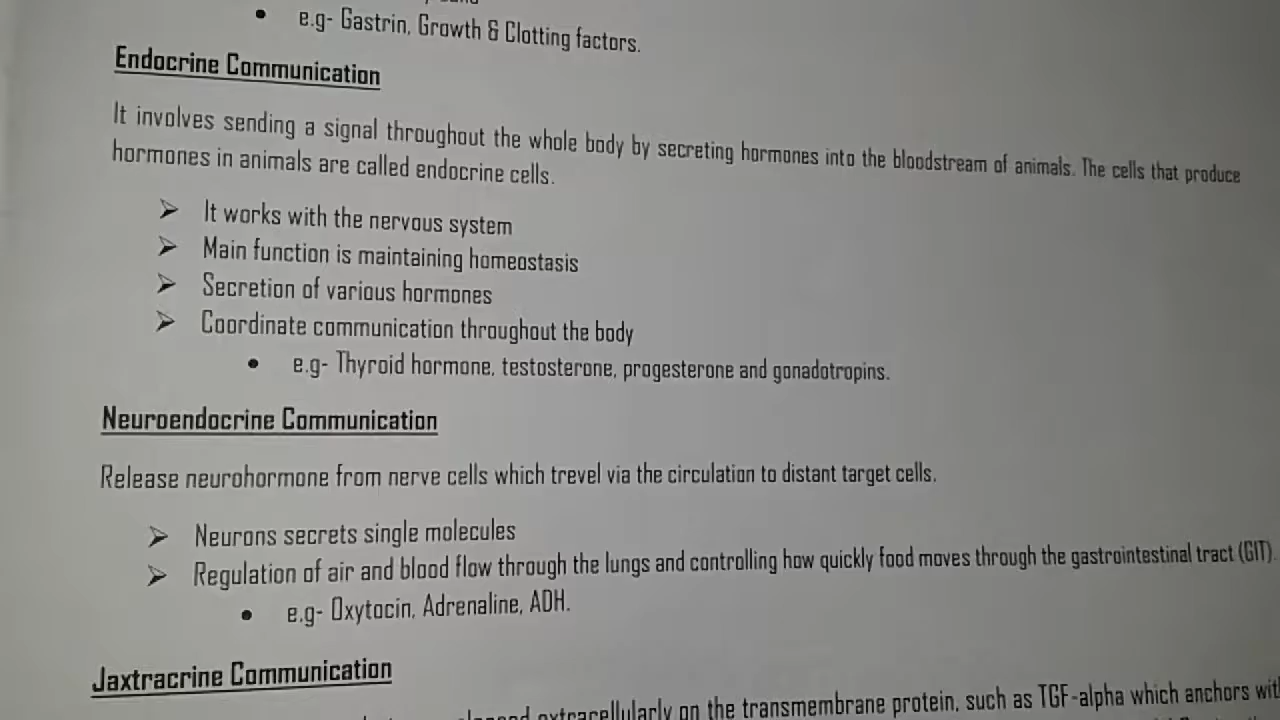 • e.g- Gastrin, Growth & Clotting factors.
Endocrine Communication
It involves sending a signal throughout the whole body by secreting hormones into the bloodstream of animals. The cells that produce
hormones in animals are called endocrine cells.
➢ It works with the nervous system
➢ Main function is maintaining homeostasis
➢ Secretion of various hormones
➢ Coordinate communication throughout the body
• e.g- Thyroid hormone, testosterone, progesterone and gonadotropins.
Neuroendocrine Communication
Release neurohormone from nerve cells which trevel via the circulation to distant target cells.
➢ Neurons secrets single molecules
➢ Regulation of air and blood flow through the lungs and controlling how quickly food moves through the gastrointestinal tract (GIT).
• e.g- Oxytocin, Adrenaline, ADH.
Jaxtracrine Communication
extracellularly on the transmembrane protein, such as TGF-alpha which anchors